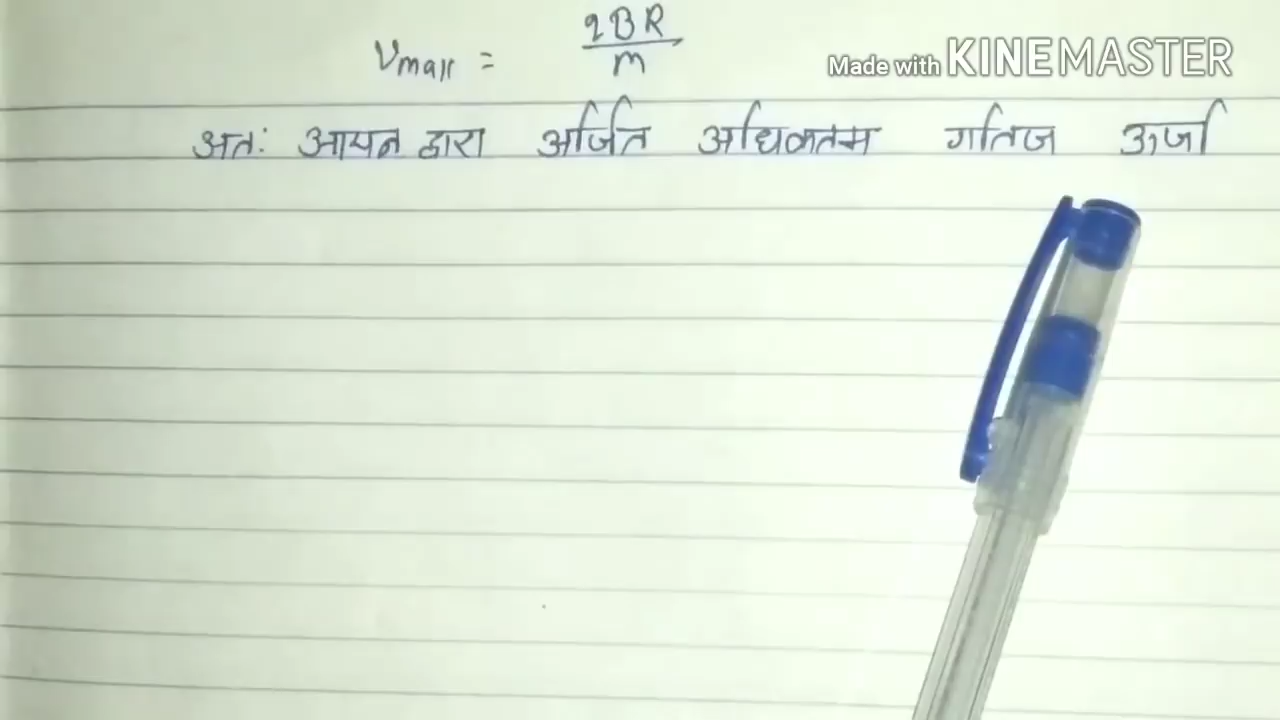 Vmax = qBR/m
Made with KINEMASTER
अतः आयन द्वारा अर्जित अधिकतम गतिज ऊर्जा